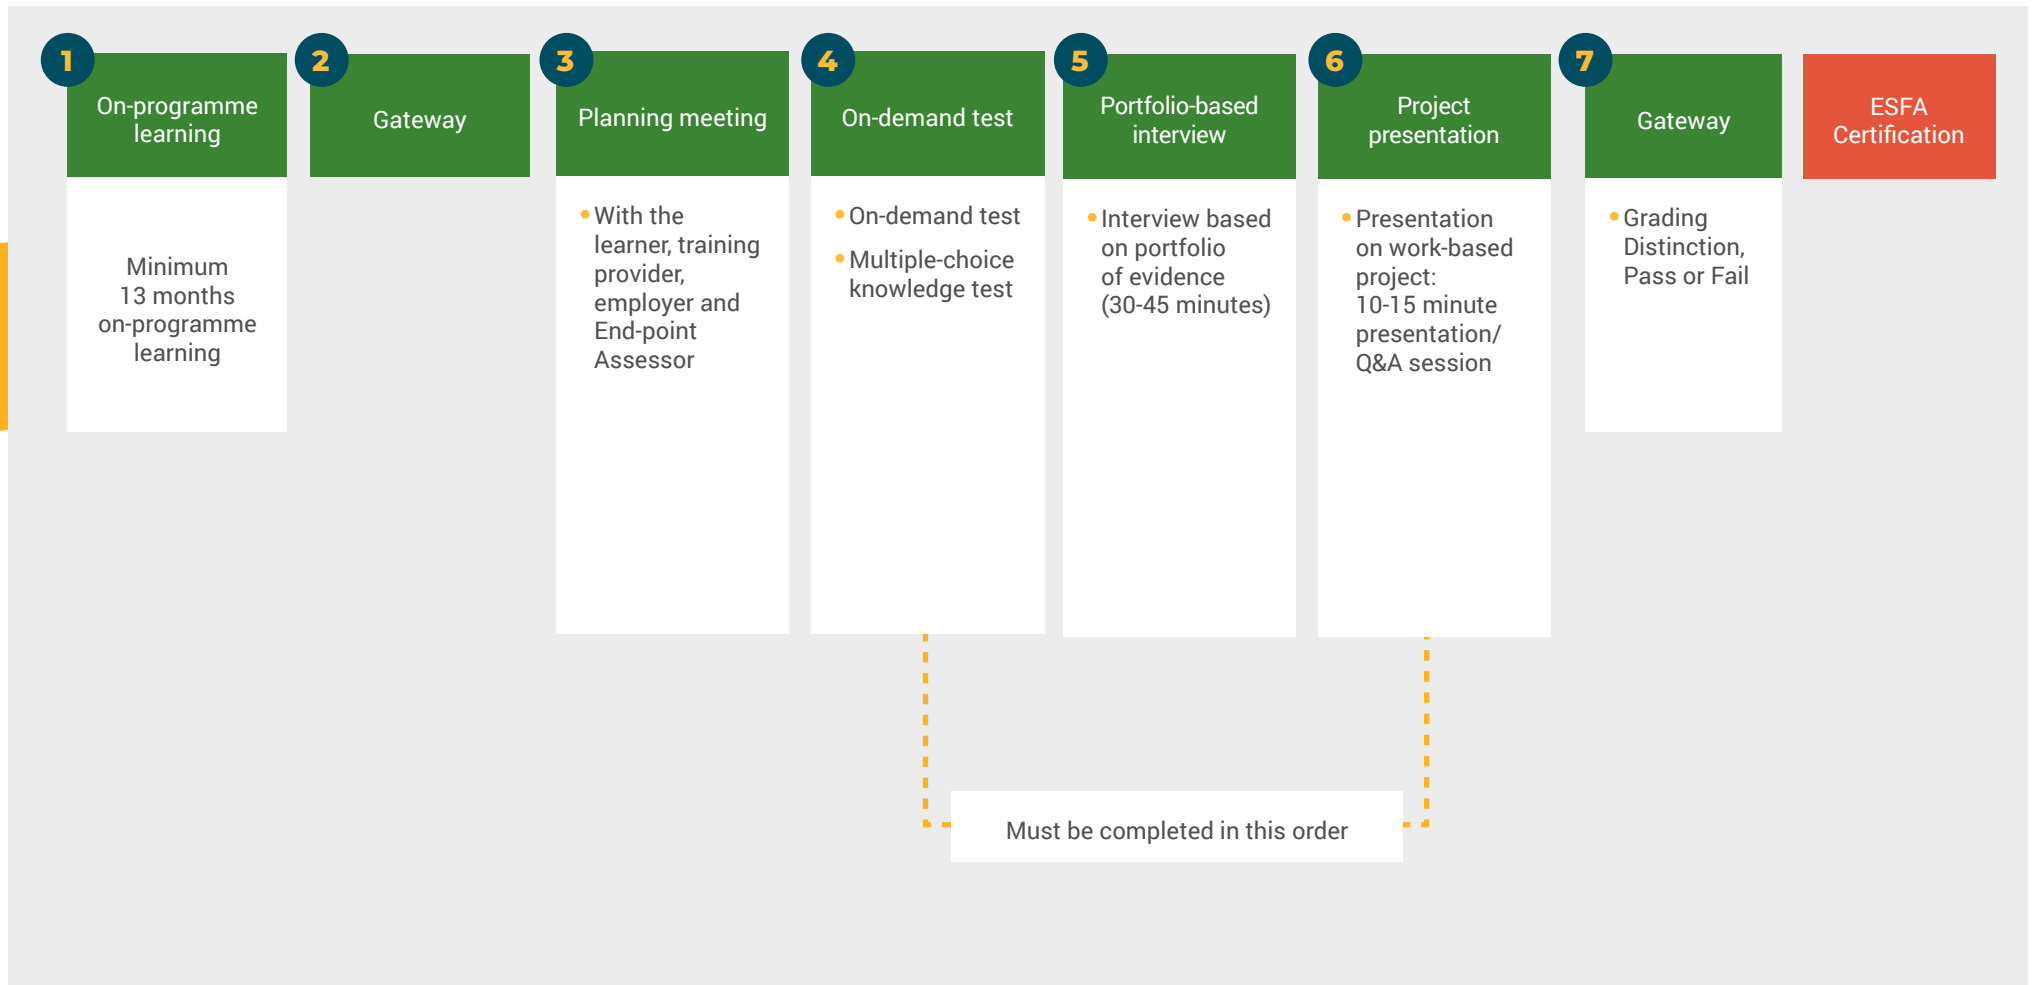 1
On-programme
learning
Minimum
13 months
on-programme
learning
2
Gateway
3
Planning meeting
•With the
learner, training
provider,
employer and
End-point
Assessor
4
On-demand test
•On-demand test
•Multiple-choice
knowledge test
5
Portfolio-based
interview
•Interview based
on portfolio
of evidence
(30-45 minutes)
6
Project
presentation
•Presentation
on work-based
project:
10-15 minute
presentation/
Q&A session
7
Gateway
•Grading
Distinction,
Pass or Fail
ESFA
Certification
Must be completed in this order